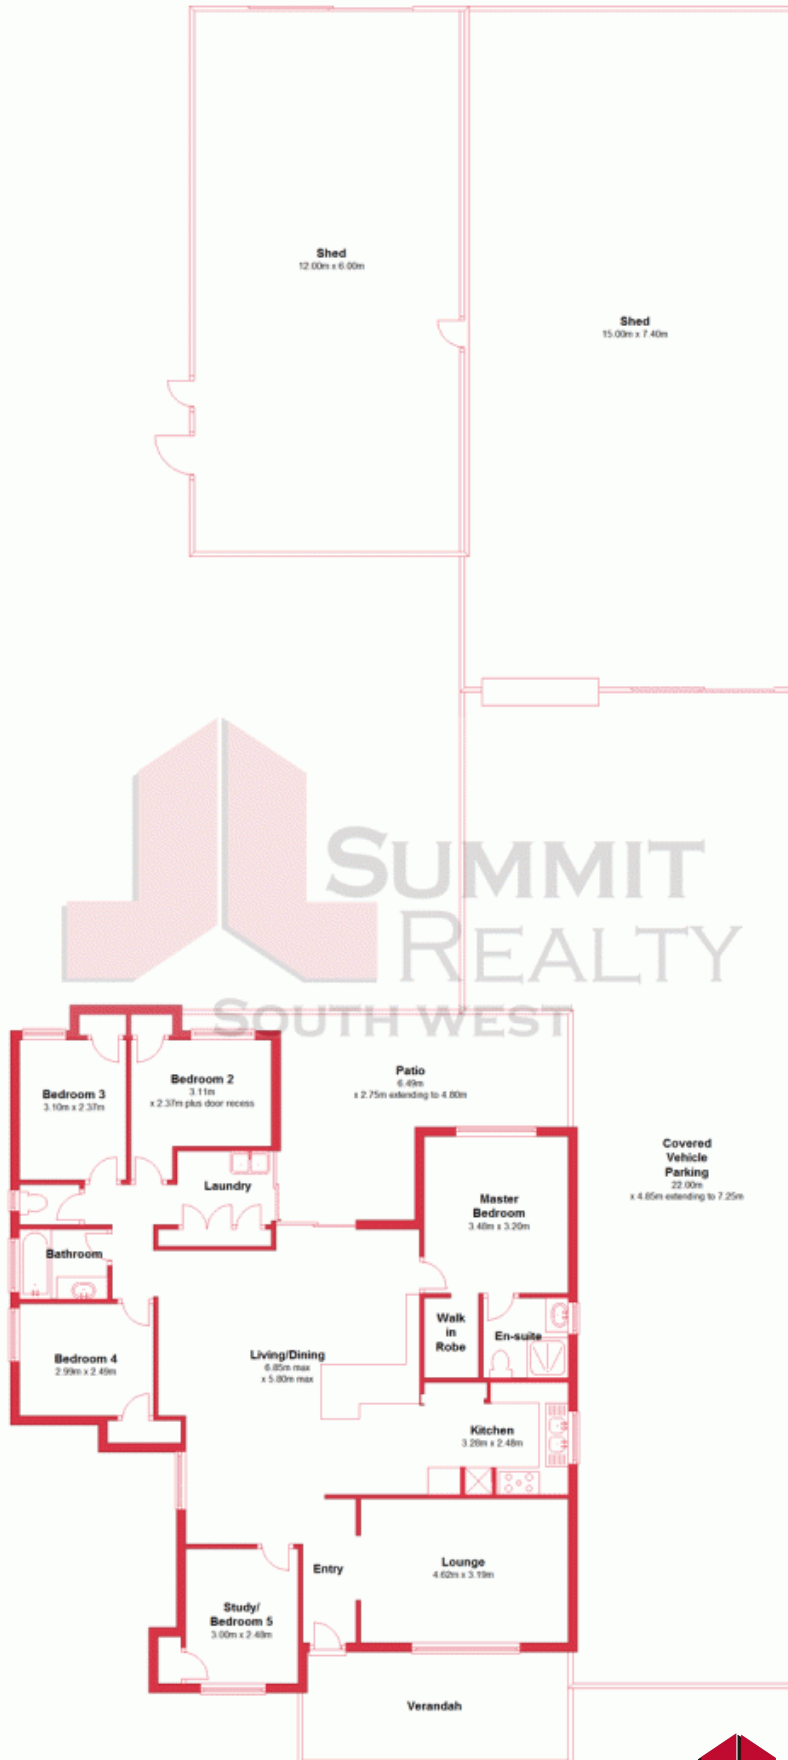 Shed
12.00m x 6.00m
Shed
15.00m x 7.40m
SUMMIT
REALTY
SOUTH WEST
Bedroom 3
3.10m x 2.37m
Bedroom 2
3.11m
x 2.37m plus door recess
Patio
6.49m
x 2.75m extending to 4.80m
Laundry
Master
Bedroom
3.48m x 3.20m
Covered
Vehicle
Parking
22.00m
x 4.85m extending to 7.25m
Bathroom
Walk
in
Robe
En-suite
Bedroom 4
2.99m x 2.49m
Living/Dining
6.85m max
x 5.80m max
Kitchen
3.28m x 2.48m
Entry
Lounge
4.62m x 3.19m
Study/
Bedroom 5
3.00m x 2.48m
Verandah